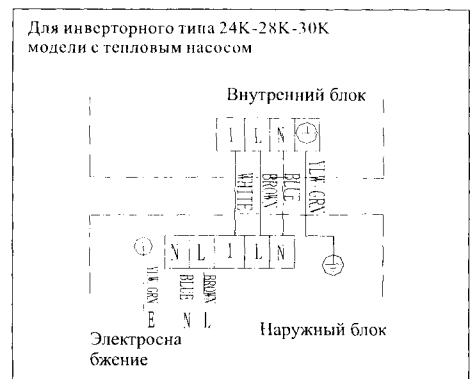 Для инверторного типа 24K-28K-30K
модели с тепловым насосом
Внутренний блок
1 L N
WHITE
BROWN
BLUE
YLW-GRN
N L 1 L N
YLW-GRN
BLUE
BROWN
E N L
Электросна
бжение
Наружный блок